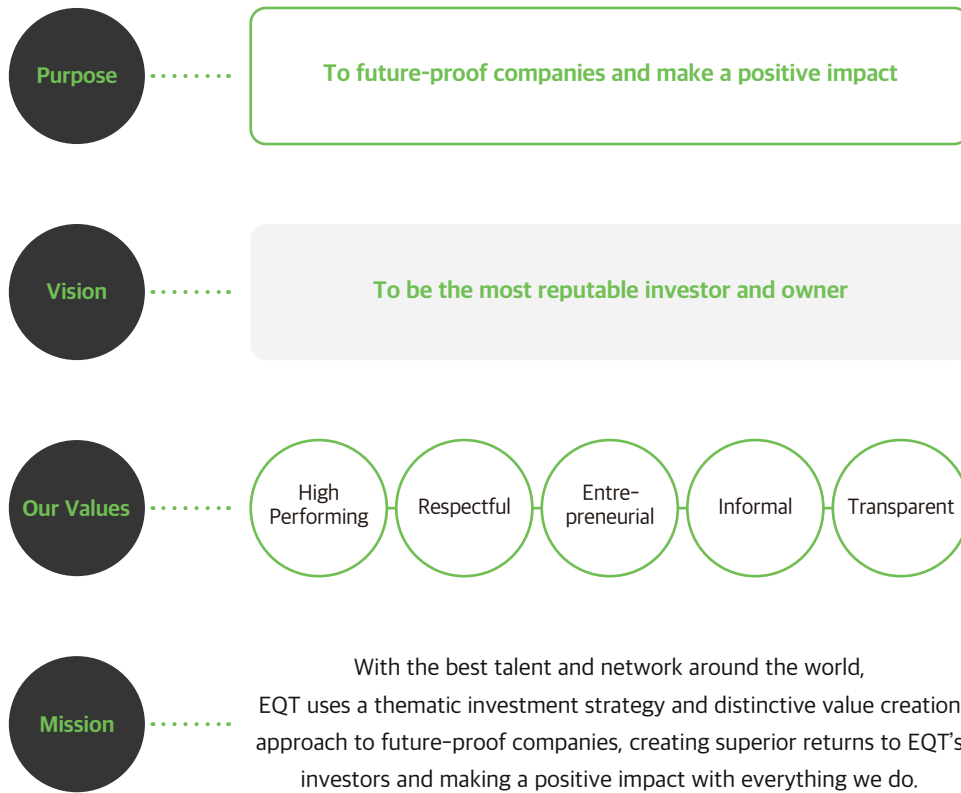 Purpose
To future-proof companies and make a positive impact
Vision
To be the most reputable investor and owner
Our Values
High
Performing
Respectful
Entre-
preneurial
Informal
Transparent
Mission
With the best talent and network around the world,
EQT uses a thematic investment strategy and distinctive value creation
approach to future-proof companies, creating superior returns to EQT's
investors and making a positive impact with everything we do.